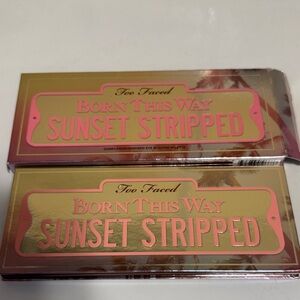 Too Faced
BORN THIS WAY
SUNSET STRIPPED
Too Faced
BORN THIS WAY
SUNSET STRIPPED